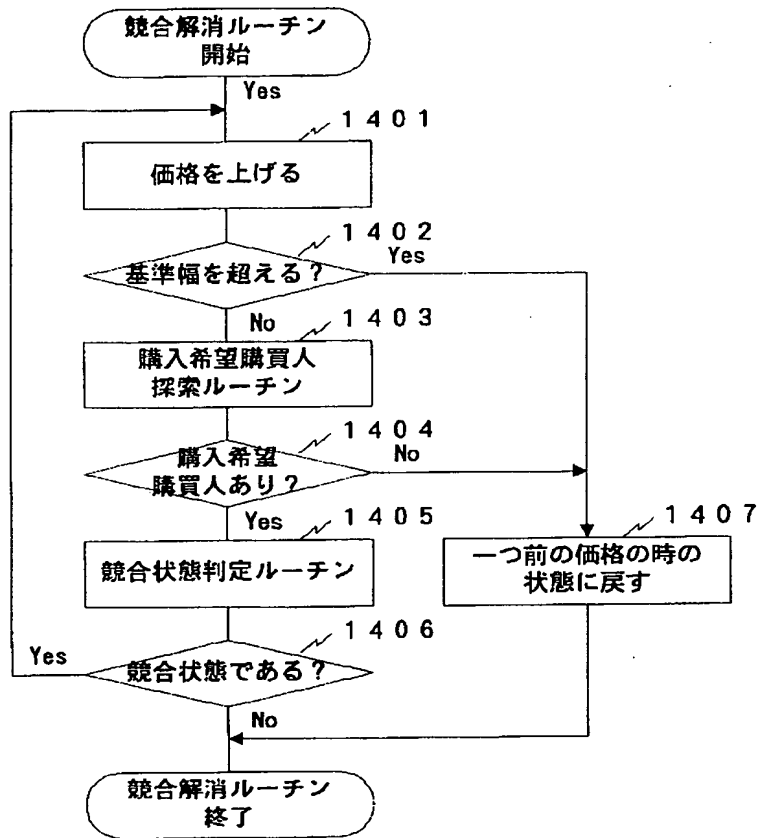 競合解消ルーチン
開始
Yes
1401
価格を上げる
1402
基準幅を超える?
Yes
No
1403
購入希望購買人
探索ルーチン
1404
購入希望
購買人あり?
No
Yes
1405
競合状態判定ルーチン
1407
一つ前の価格の時の
状態に戻す
1406
競合状態である?
Yes
No
競合解消ルーチン
終了